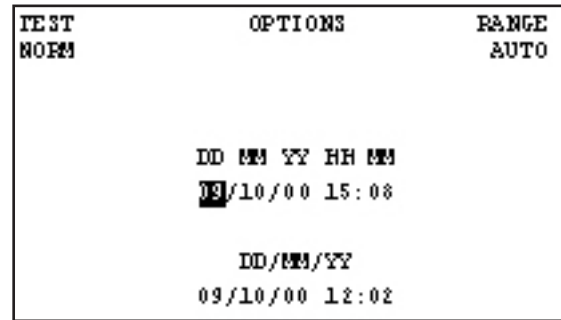 TEST OPTIONS RANGE
NORM AUTO
DD MM YY HH MM
09/10/00 15:08
DD/MM/YY
09/10/00 12:02